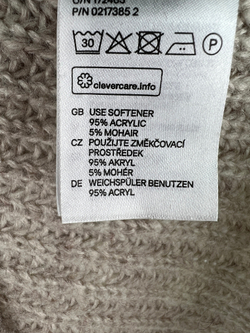 P/N 0217385 2
30 P
clevercare.info
GB USE SOFTENER
95% ACRYLIC
5% MOHAIR
CZ POUŽIJTE ZMĚKČOVACÍ
PROSTŘEDEK
95% AKRYL
5% MOHÉR
DE WEICHSPÜLER BENUTZEN
95% ACRYL